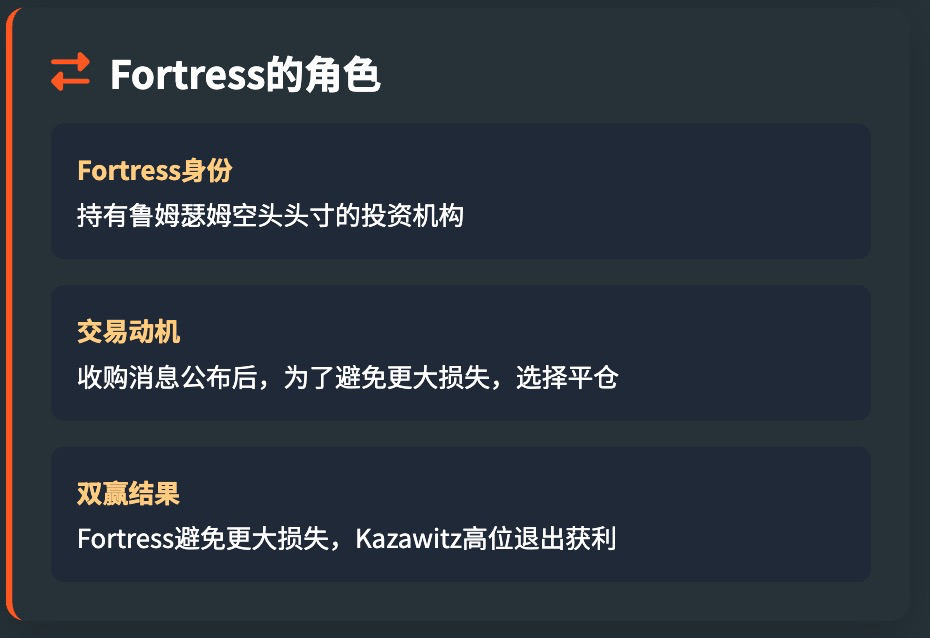 Fortress的角色
Fortress身份
持有鲁姆瑟姆空头头寸的投资机构
交易动机
收购消息公布后，为了避免更大损失，选择平仓
双赢结果
Fortress避免更大损失，Kazawitz高位退出获利